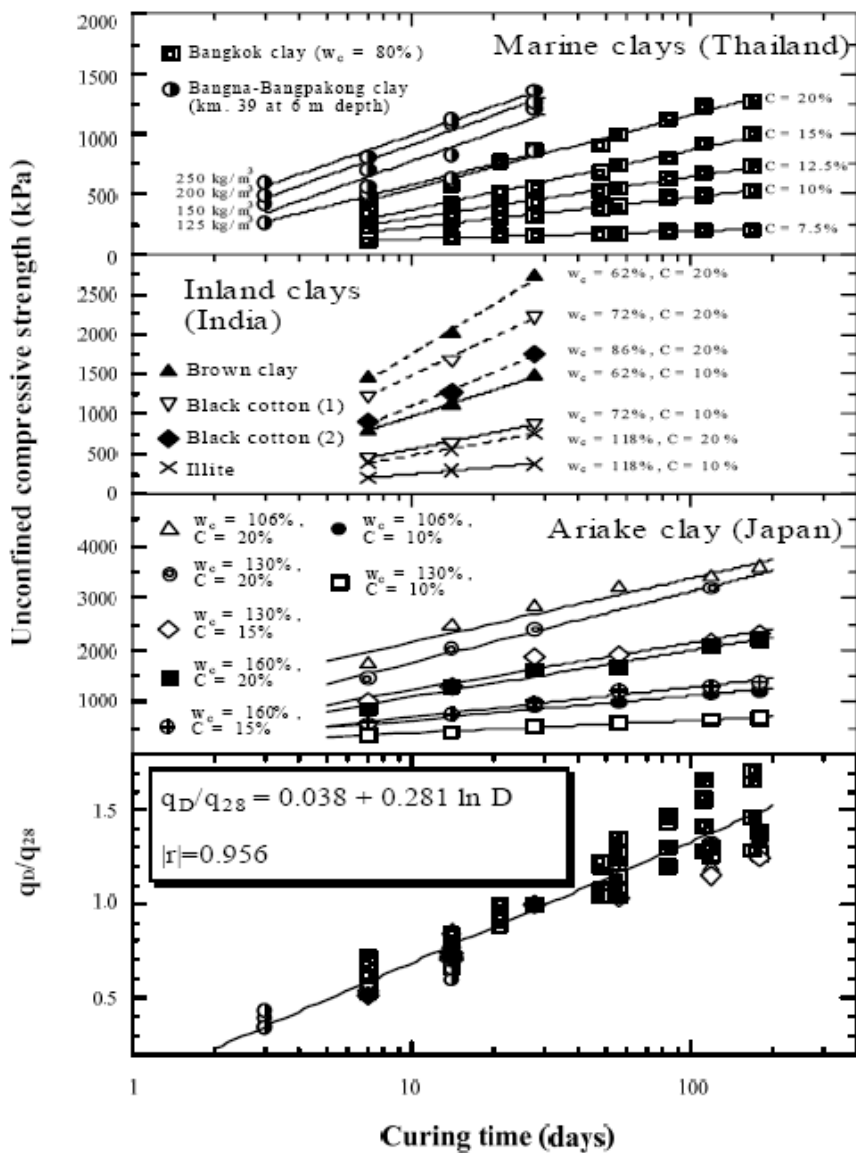 Unconfined compressive strength (kPa)
qD/q28
2000
1500
1000
500
0
Bangkok clay (wc = 80%)
Bangna-Bangpakong clay
(km. 39 at 6 m depth)
Marine clays (Thailand)
250 kg/m3
200 kg/m3
150 kg/m3
125 kg/m3
C = 20%
C = 15%
C = 12.5%
C = 10%
C = 7.5%
2500
2000
1500
1000
500
0
Inland clays
(India)
Brown clay
Black cotton (1)
Black cotton (2)
Illite
wc = 62%, C = 20%
wc = 72%, C = 20%
wc = 86%, C = 20%
wc = 62%, C = 10%
wc = 72%, C = 10%
wc = 118%, C = 20%
wc = 118%, C = 10%
4000
3000
2000
1000
Ariake clay (Japan)
wc = 106%,
C = 20%
wc = 130%,
C = 20%
wc = 130%,
C = 15%
wc = 160%,
C = 20%
wc = 160%,
C = 15%
wc = 106%,
C = 10%
wc = 130%,
C = 10%
1.5
1.0
0.5
qD/q28 = 0.038 + 0.281 ln D
|r|=0.956
1
10
100
Curing time (days)